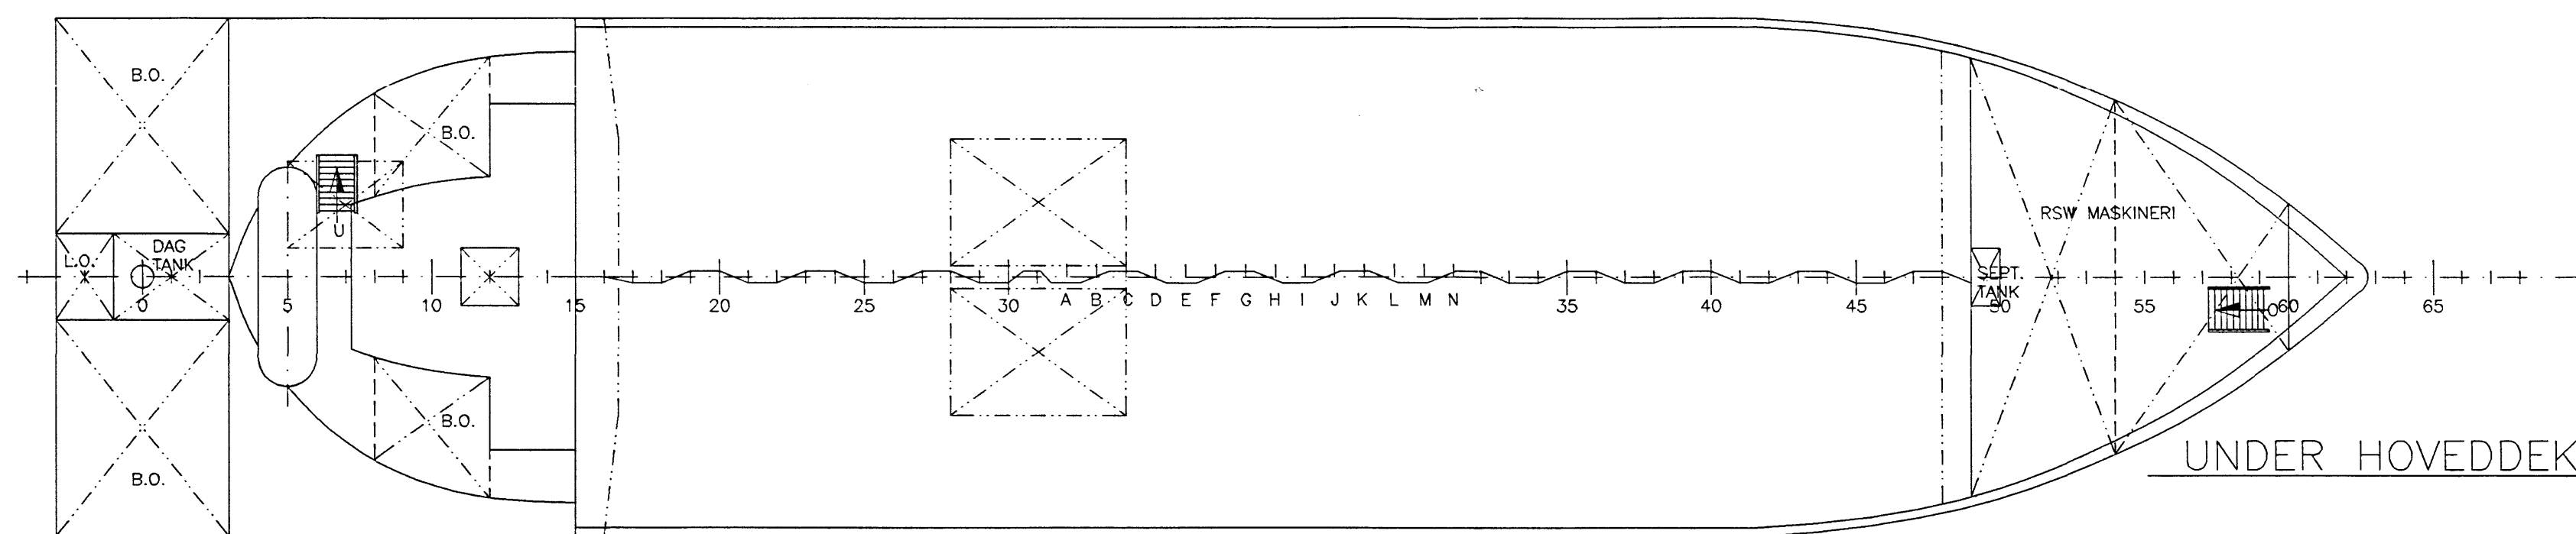 B.O.
B.O.
RSW MASKINERI
U
DAG
TANK
L.O.
SEPT.
TANK
0 5 10 15 20 25 30 A B C D E F G H I J K L M N 35 40 45 50 55 60 65
O
B.O.
B.O.
UNDER HOVEDDEK